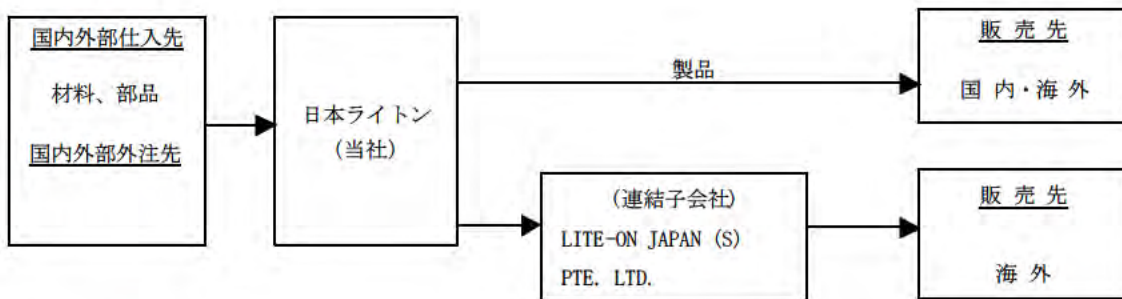 国内外部仕入先
材料、部品
国内外部外注先
日本ライトン
(当社)
製品
販 売 先
国 内・海 外
(連結子会社)
LITE-ON JAPAN (S)
PTE. LTD.
販 売 先
海 外